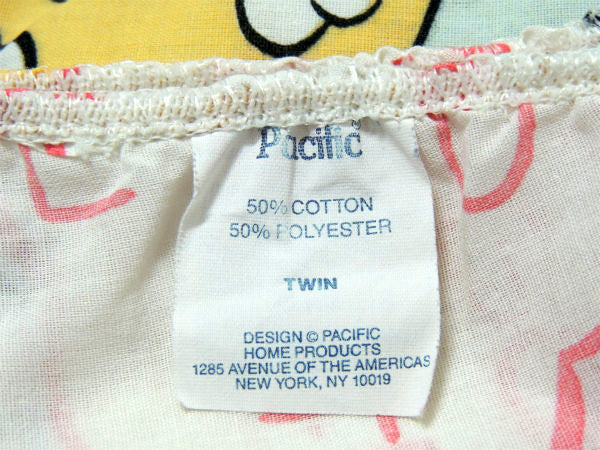 Pacific
50% COTTON
50% POLYESTER
TWIN
DESIGN © PACIFIC
HOME PRODUCTS
1285 AVENUE OF THE AMERICAS
NEW YORK, NY 10019